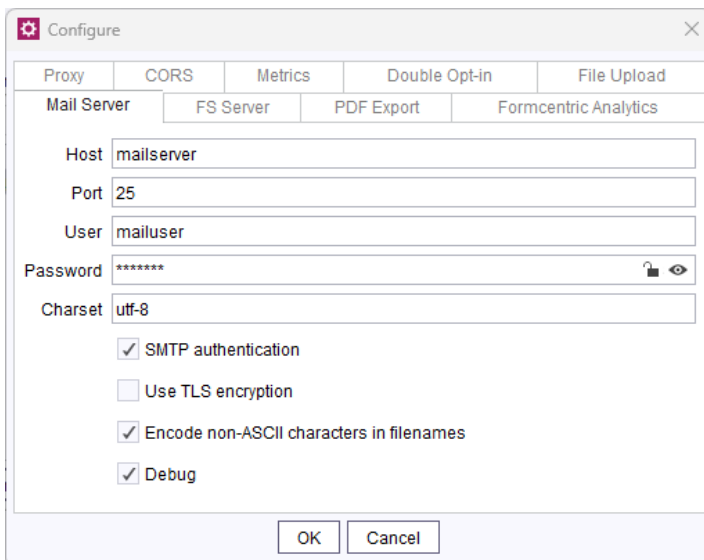 Configure
Proxy CORS Metrics Double Opt-in File Upload
Mail Server FS Server PDF Export Formcentric Analytics
Host mailserver
Port 25
User mailuser
Password *******
Charset utf-8
SMTP authentication
Use TLS encryption
Encode non-ASCII characters in filenames
Debug
OK Cancel